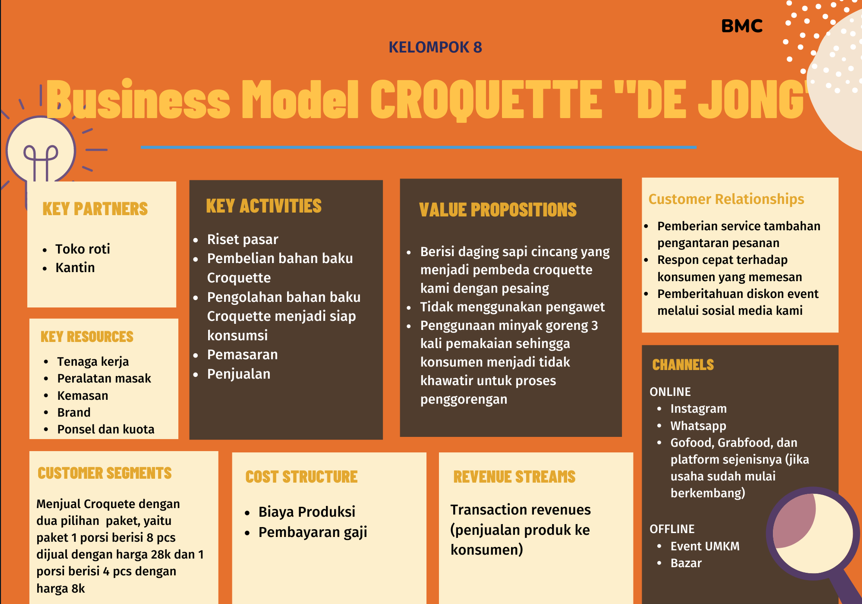 BMC
KELOMPOK 8
Business Model CROQUETTE "DE JONG"
KEY PARTNERS
• Toko roti
• Kantin
KEY RESOURCES
• Tenaga kerja
• Peralatan masak
• Kemasan
• Brand
• Ponsel dan kuota
KEY ACTIVITIES
• Riset pasar
• Pembelian bahan baku
Croquette
• Pengolahan bahan baku
Croquette menjadi siap
konsumsi
• Pemasaran
• Penjualan
VALUE PROPOSITIONS
• Berisi daging sapi cincang yang
menjadi pembeda croquette
kami dengan pesaing
• Tidak menggunakan pengawet
• Penggunaan minyak goreng 3
kali pemakaian sehingga
konsumen menjadi tidak
khawatir untuk proses
penggorengan
Customer Relationships
• Pemberian service tambahan
pengantaran pesanan
• Respon cepat terhadap
konsumen yang memesan
• Pemberitahuan diskon event
melalui sosial media kami
CHANNELS
ONLINE
• Instagram
• Whatsapp
• Gofood, Grabfood, dan
platform sejenisnya (jika
usaha sudah mulai
berkembang)
OFFLINE
• Event UMKM
• Bazar
CUSTOMER SEGMENTS
Menjual Croquete dengan
dua pilihan paket, yaitu
paket 1 porsi berisi 8 pcs
dijual dengan harga 28k dan 1
porsi berisi 4 pcs dengan
harga 8k
COST STRUCTURE
• Biaya Produksi
• Pembayaran gaji
REVENUE STREAMS
Transaction revenues
(penjualan produk ke
konsumen)